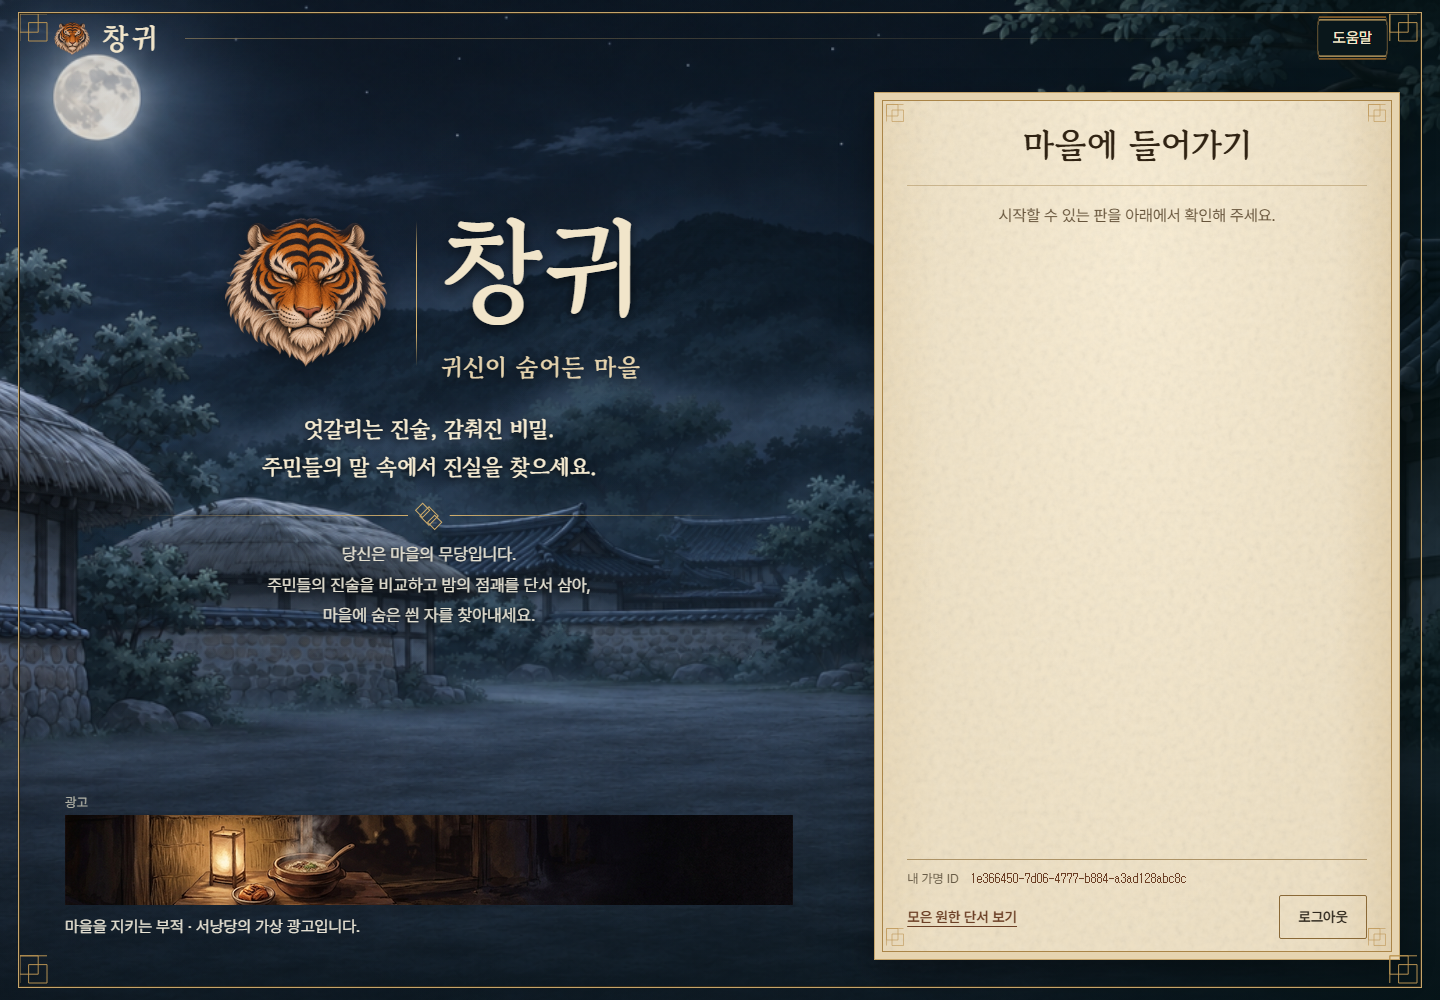 창귀
도움말
창귀
귀신이 숨어든 마을
엇갈리는 진술, 감춰진 비밀.
주민들의 말 속에서 진실을 찾으세요.
당신은 마을의 무당입니다.
주민들의 진술을 비교하고 밤의 점괘를 단서 삼아,
마을에 숨은 씐 자를 찾아내세요.
광고
마을을 지키는 부적 · 서낭당의 가상 광고입니다.
마을에 들어가기
시작할 수 있는 판을 아래에서 확인해 주세요.
내 가명 ID 1e366450-7d06-4777-b884-a3ad128abc8c
모은 원한 단서 보기
로그아웃